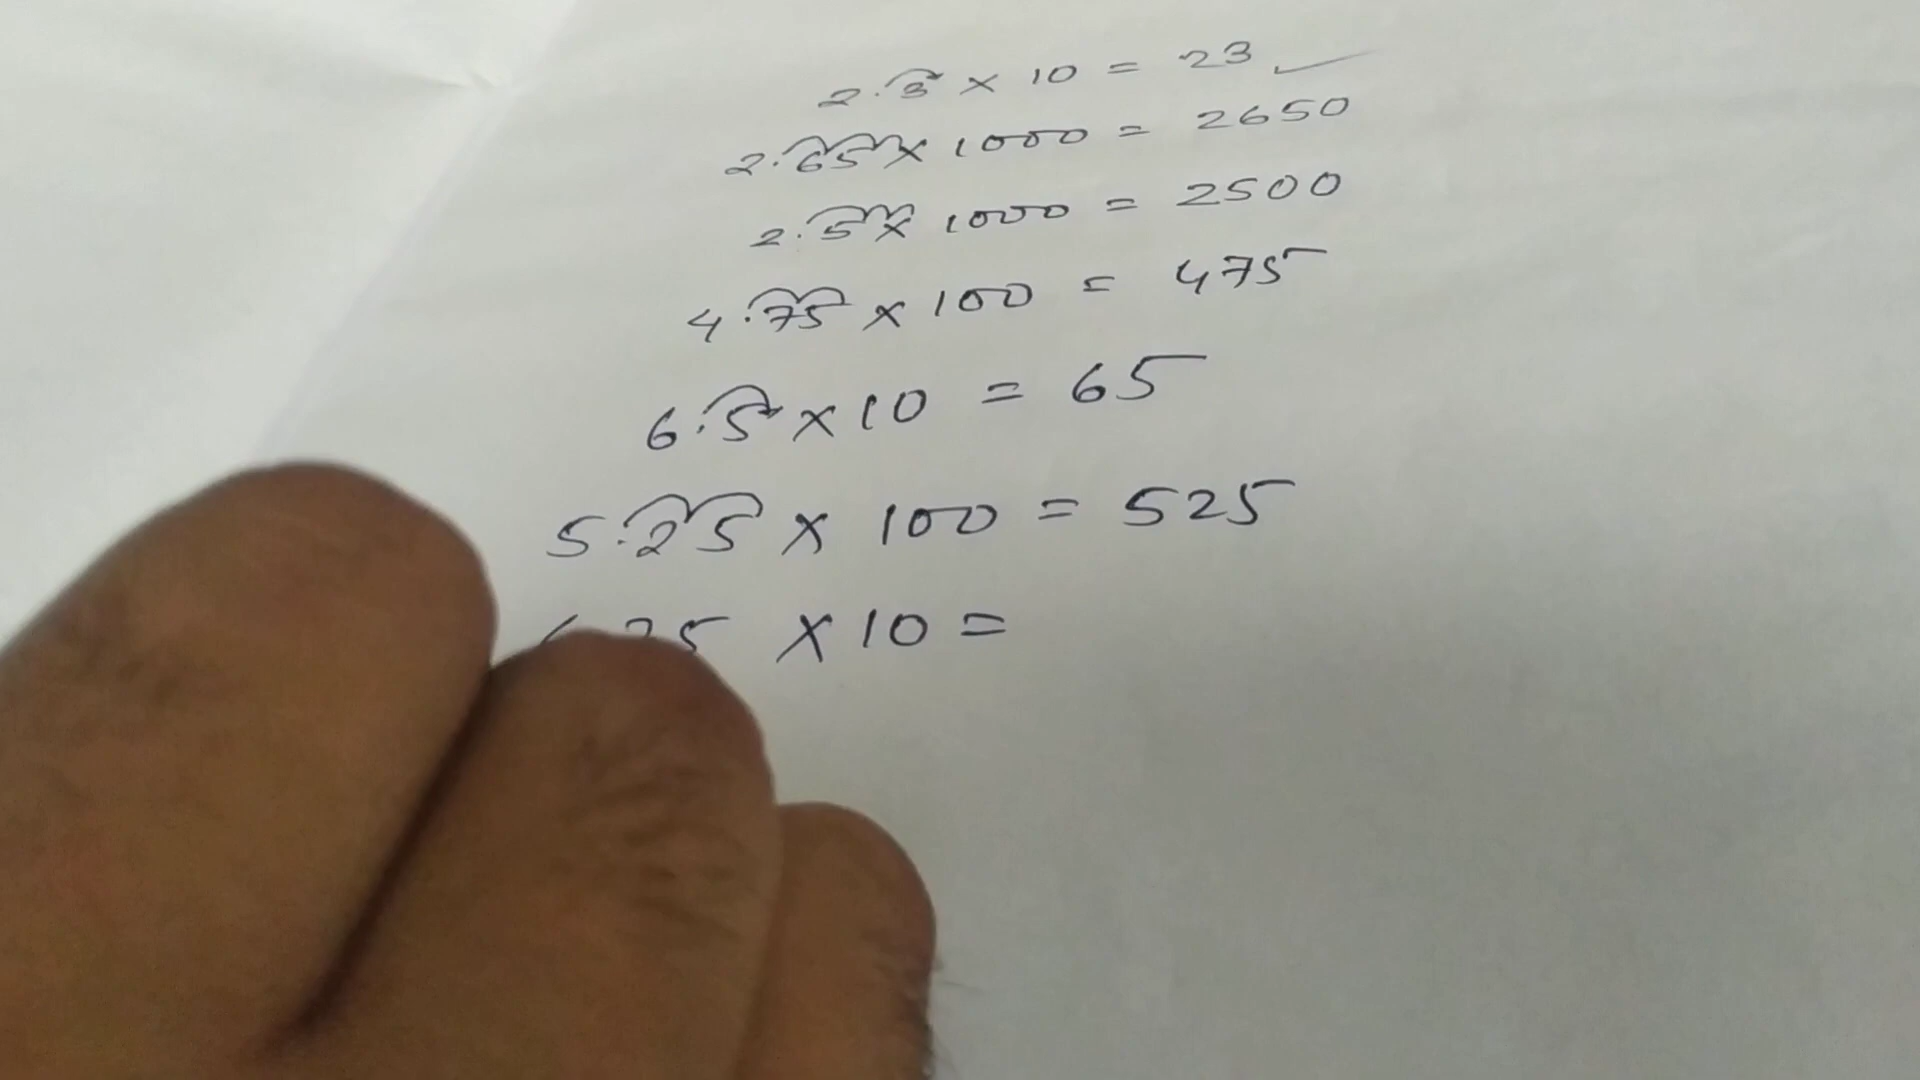 2.3 × 10 = 23 ✓
2.65 × 1000 = 2650
2.5 × 1000 = 2500
4.75 × 100 = 475
6.5 × 10 = 65
5.25 × 100 = 525
× 10 =